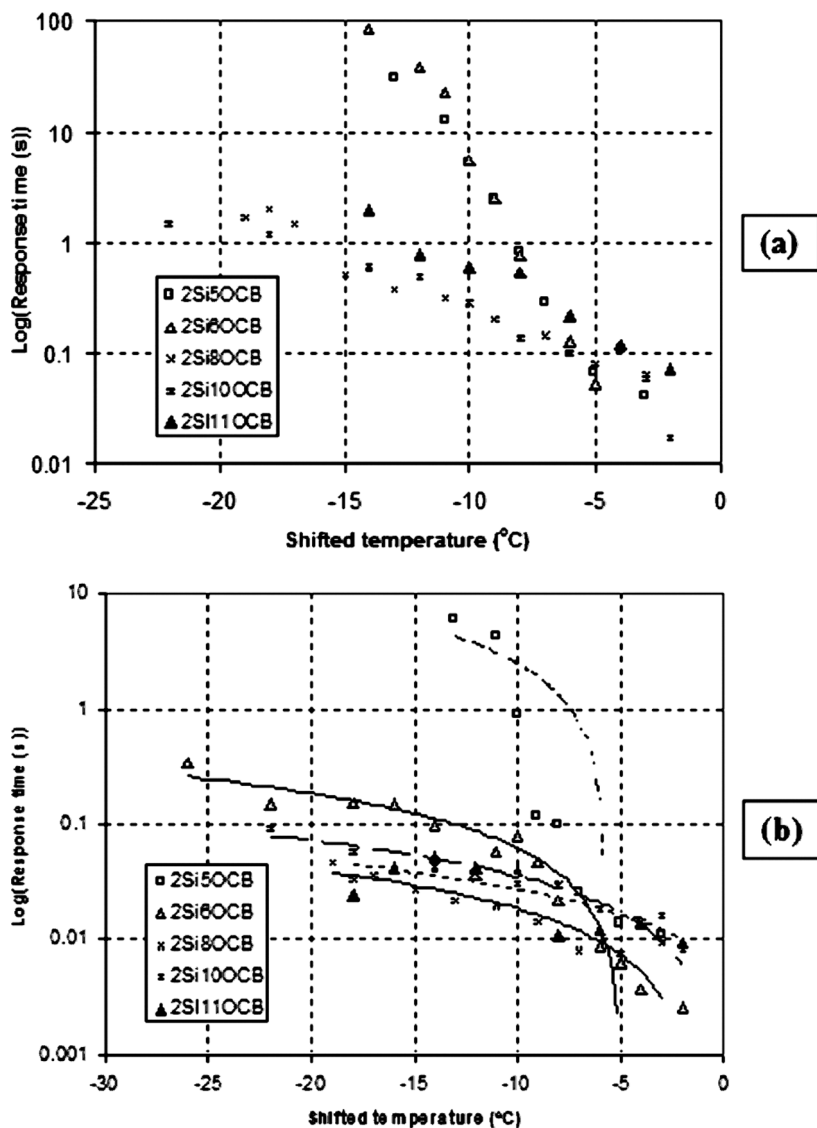 100
10
1
0.1
0.01
Log(Response time (s))
2Si5OCB
2Si6OCB
2Si8OCB
2Si10OCB
2Si11OCB
-25
-20
-15
-10
-5
0
Shifted temperature (°C)
(a)
10
1
0.1
0.01
0.001
Log(Response time (s))
2Si5OCB
2Si6OCB
2Si8OCB
2Si10OCB
2Si11OCB
-30
-25
-20
-15
-10
-5
0
Shifted temperature (°C)
(b)